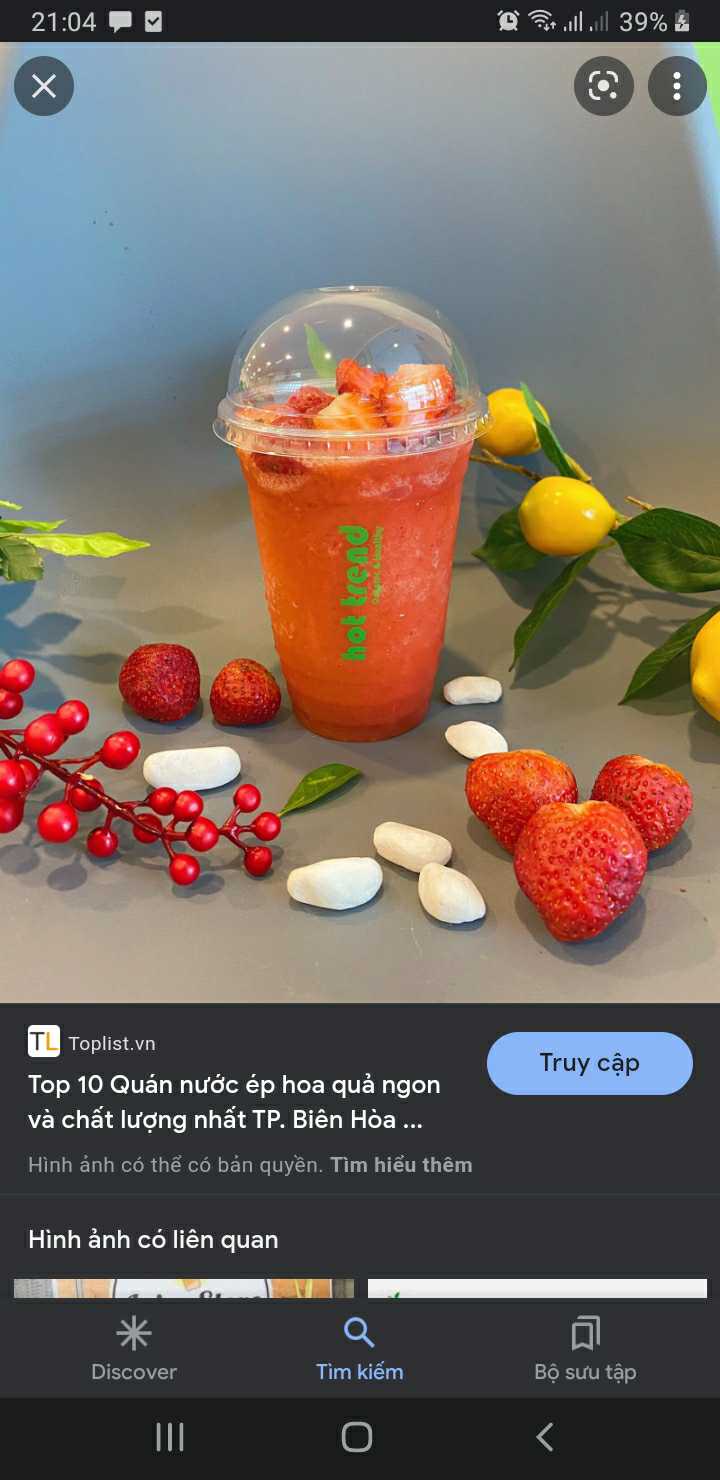 21:04
39%
hot trend
TL Toplist.vn
Truy cập
Top 10 Quán nước ép hoa quả ngon
và chất lượng nhất TP. Biên Hòa ...
Hình ảnh có thể có bản quyền. Tìm hiểu thêm
Hình ảnh có liên quan
Discover
Tìm kiếm
Bộ sưu tập